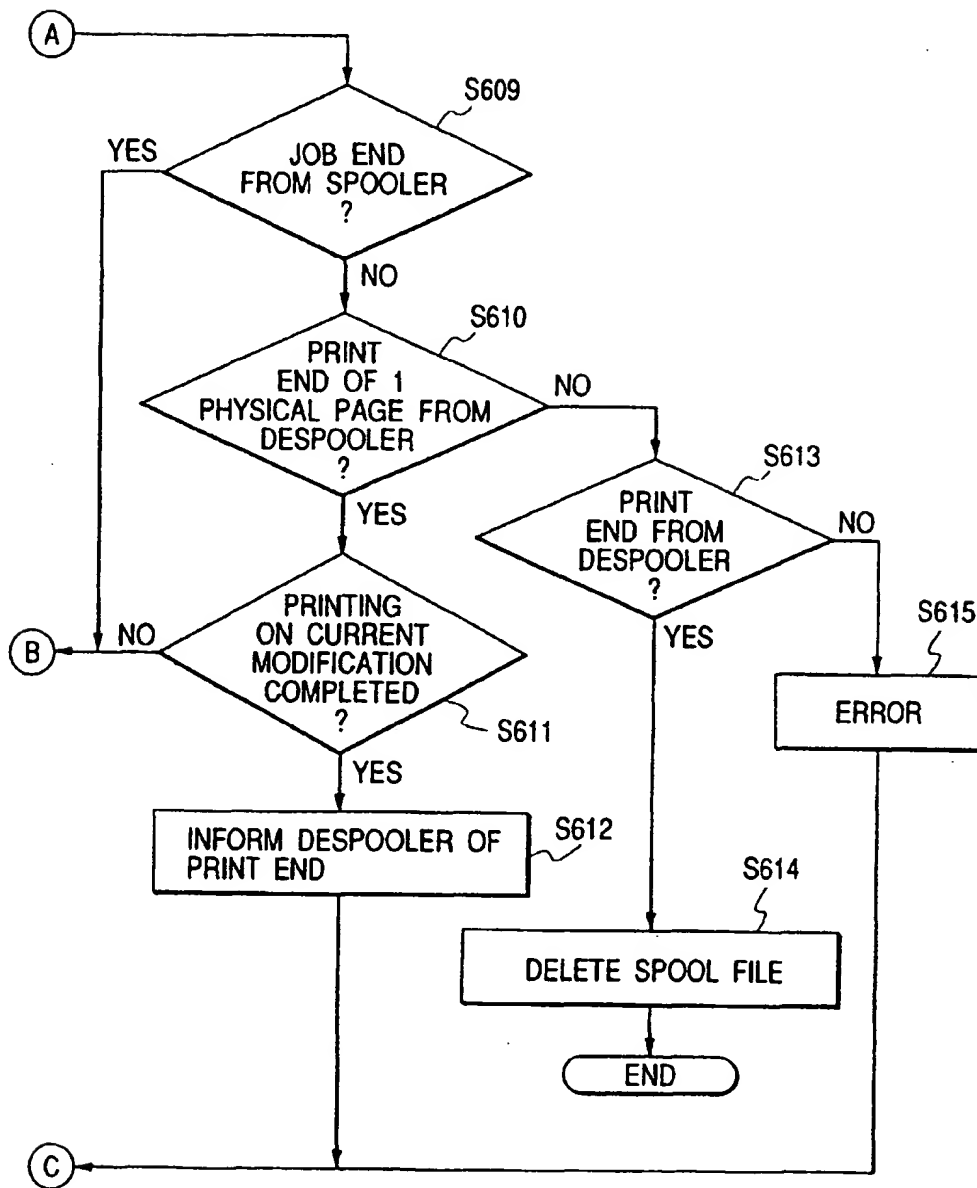 A
S609
YES
JOB END
FROM SPOOLER
?
NO
S610
PRINT
END OF 1
PHYSICAL PAGE FROM
DESPOOLER
?
NO
YES
S613
PRINT
END FROM
DESPOOLER
?
NO
YES
B
NO
PRINTING
ON CURRENT
MODIFICATION
COMPLETED
?
S611
YES
S615
ERROR
INFORM DESPOOLER OF
PRINT END
S612
S614
DELETE SPOOL FILE
END
C